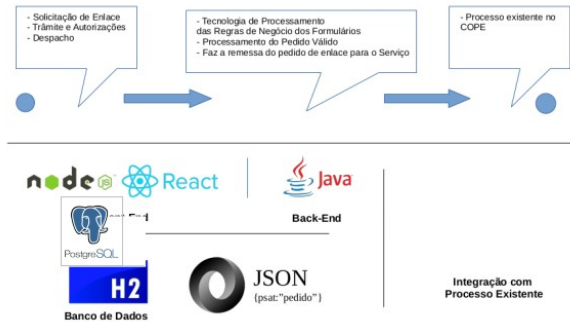 - Solicitação de Enlace
- Trâmite e Autorizações
- Despacho
- Tecnologia de Processamento
das Regras de Negócio dos Formulários
- Processamento do Pedido Válido
- Faz a remessa do pedido de enlace para o Serviço
- Processo existente no
COPE
node JS
React
Java
End
Back-End
PostgreSQL
H2
Banco de Dados
JSON
{psat:"pedido"}
Integração com
Processo Existente